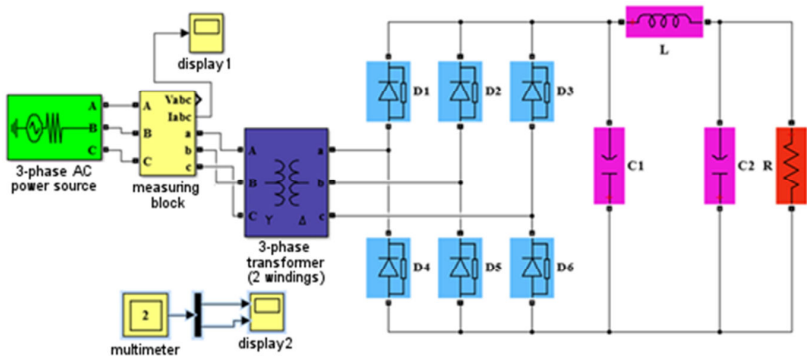 display1
D1
D2
D3
L
Vabc
Iabc
A
A
B
B
C
C
a
b
c
3-phase AC
power source
measuring
block
A
B
C
a
b
c
Y
Δ
3-phase
transformer
(2 windings)
C1
C2
R
D4
D5
D6
2
multimeter
display2